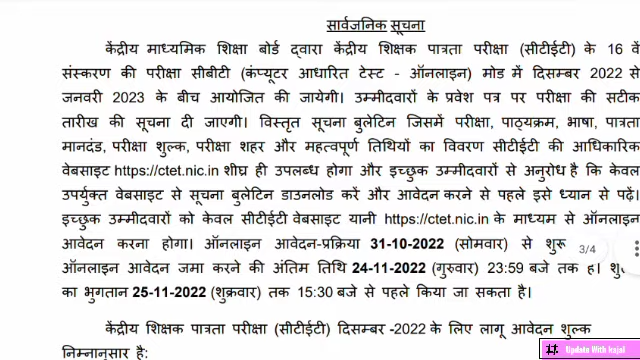 सार्वजनिक सूचना
केंद्रीय माध्यमिक शिक्षा बोर्ड द्वारा केंद्रीय शिक्षक पात्रता परीक्षा (सीटीईटी) के 16 वें
संस्करण की परीक्षा सीबीटी (कंप्यूटर आधारित टेस्ट - ऑनलाइन) मोड में दिसम्बर 2022 से
जनवरी 2023 के बीच आयोजित की जायेगी। उम्मीदवारों के प्रवेश पत्र पर परीक्षा की सटीक
तारीख की सूचना दी जाएगी। विस्तृत सूचना बुलेटिन जिसमें परीक्षा, पाठ्यक्रम, भाषा, पात्रता
मानदंड, परीक्षा शुल्क, परीक्षा शहर और महत्वपूर्ण तिथियों का विवरण सीटीईटी की आधिकारिक
वेबसाइट https://ctet.nic.in शीघ्र ही उपलब्ध होगा और इच्छुक उम्मीदवारों से अनुरोध है कि केवल
उपर्युक्त वेबसाइट से सूचना बुलेटिन डाउनलोड करें और आवेदन करने से पहले इसे ध्यान से पढ़ें।
इच्छुक उम्मीदवारों को केवल सीटीईटी वेबसाइट यानी https://ctet.nic.in के माध्यम से ऑनलाइन
आवेदन करना होगा। ऑनलाइन आवेदन-प्रक्रिया 31-10-2022 (सोमवार) से शुरू 3/4
ऑनलाइन आवेदन जमा करने की अंतिम तिथि 24-11-2022 (गुरुवार) 23:59 बजे तक है।
का भुगतान 25-11-2022 (शुक्रवार) तक 15:30 बजे से पहले किया जा सकता है।
केंद्रीय शिक्षक पात्रता परीक्षा (सीटीईटी) दिसम्बर -2022 के लिए लागू आवेदन शुल्क
निम्नानुसार है:
Update With kajal